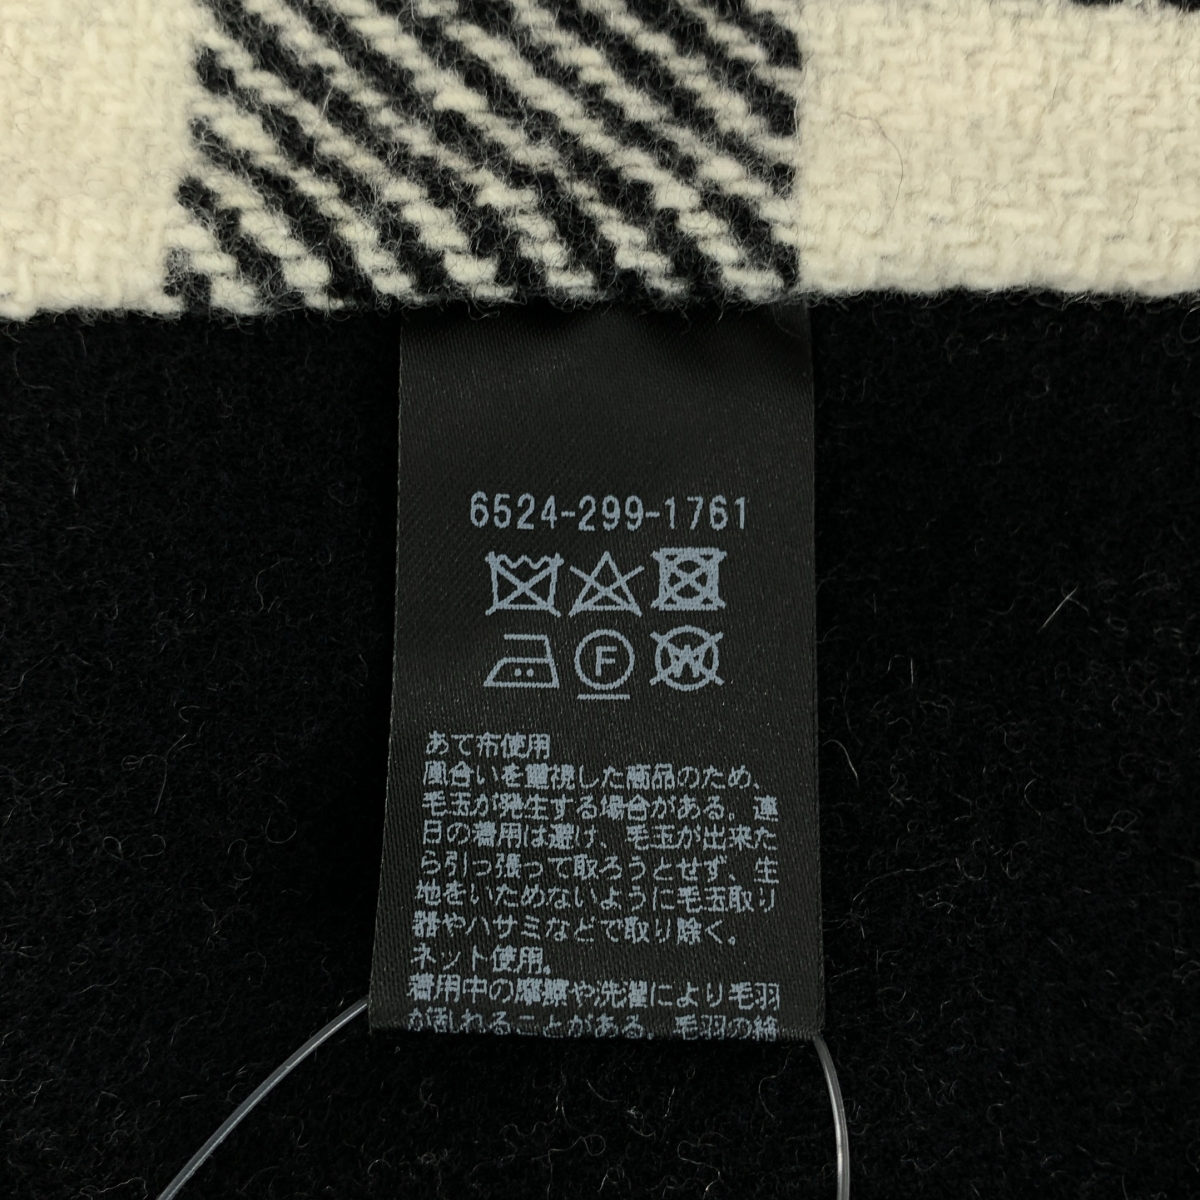 6524-299-1761
F
W
あて布使用
風合いを重視した商品のため、
毛玉が発生する場合がある。連
日の着用は避け、毛玉が出来た
ら引っ張って取ろうとせず、生
地をいためないように毛玉取り
器やハサミなどで取り除く。
ネット使用。
着用中の摩擦や洗濯により毛羽
が乱れることがある。毛羽の